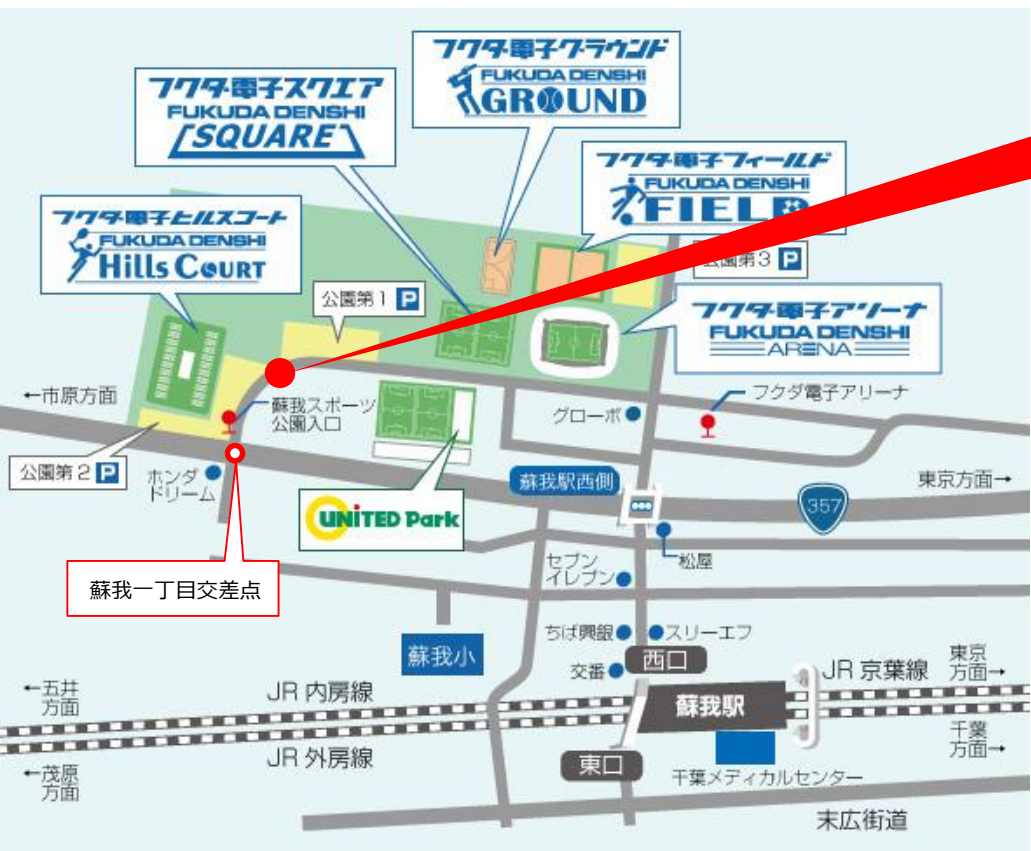 フクダ電子グラウンド
FUKUDA DENSHI
GROUND
フクダ電子スクエア
FUKUDA DENSHI
SQUARE
フクダ電子フィールド
FUKUDA DENSHI
FIELD
フクダ電子ヒルズコート
FUKUDA DENSHI
Hills COURT
公園第3 P
公園第1 P
フクダ電子アリーナ
FUKUDA DENSHI
ARENA
←市原方面
蘇我スポーツ
公園入口
フクダ電子アリーナ
グローボ
公園第2 P
ホンダ
ドリーム
蘇我駅西側
東京方面→
357
UNITED Park
蘇我一丁目交差点
セブン
イレブン
松屋
ちば興銀
スリーエフ
蘇我小
交番
西口
JR 京葉線
東京
方面→
←五井
方面
JR 内房線
蘇我駅
JR 外房線
東口
千葉
方面→
←茂原
方面
千葉メディカルセンター
末広街道